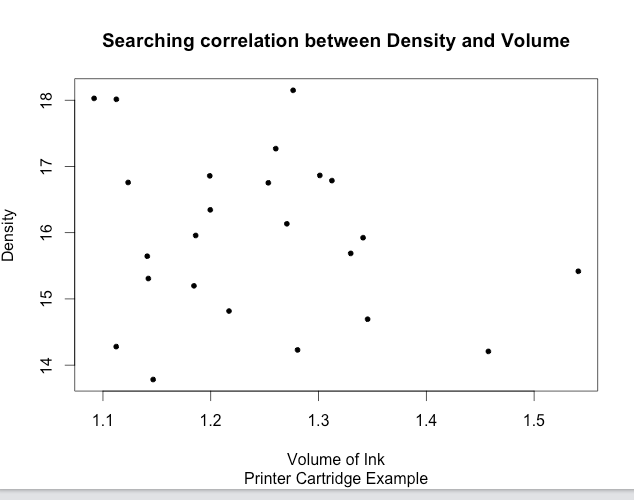 Searching correlation between Density and Volume
Density
18
17
16
15
14
1.1 1.2 1.3 1.4 1.5
Volume of Ink
Printer Cartridge Example